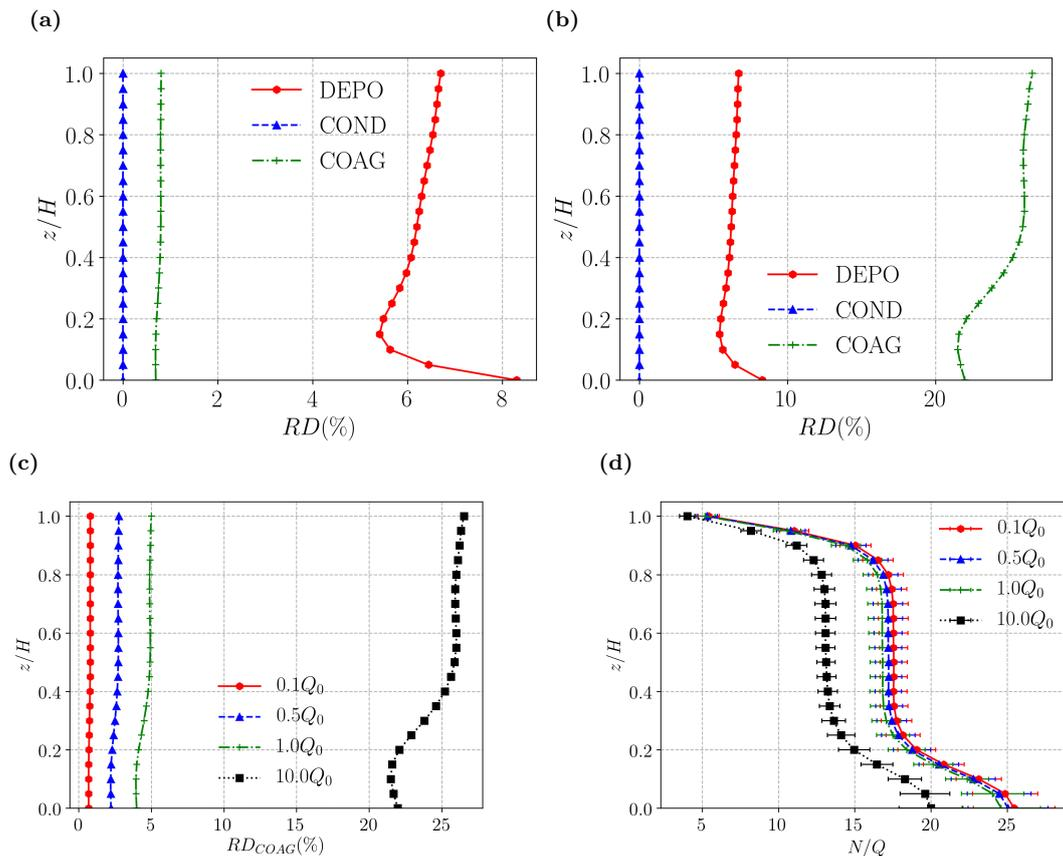 (a)
1.0
0.8
0.6
0.4
0.2
0.0
z/H
DEPO
COND
COAG
0 2 4 6 8
RD(%)
(b)
1.0
0.8
0.6
0.4
0.2
0.0
z/H
DEPO
COND
COAG
0 10 20
RD(%)
(c)
1.0
0.8
0.6
0.4
0.2
0.0
z/H
0.1Q₀
0.5Q₀
1.0Q₀
10.0Q₀
0 5 10 15 20 25
RD_COAG(%)
(d)
1.0
0.8
0.6
0.4
0.2
0.0
z/H
0.1Q₀
0.5Q₀
1.0Q₀
10.0Q₀
5 10 15 20 25
N/Q